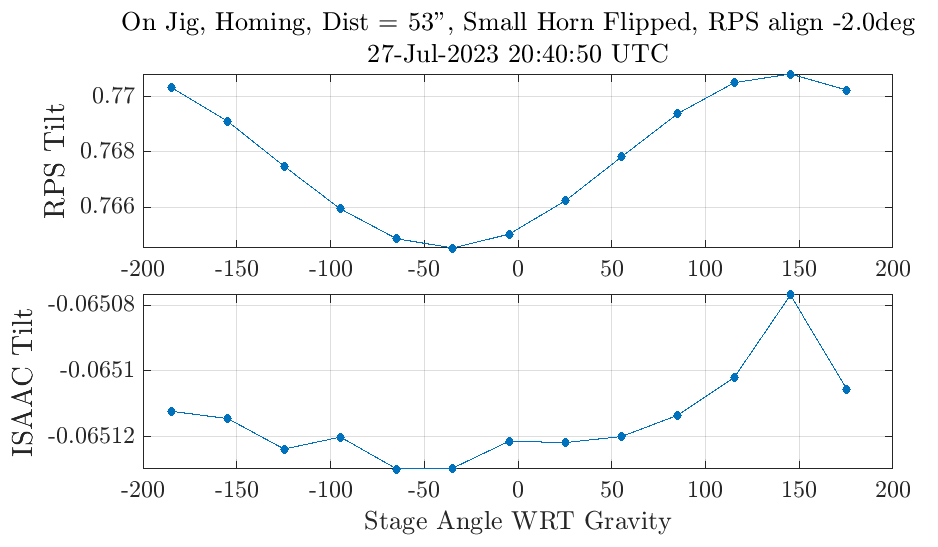 On Jig, Homing, Dist = 53", Small Horn Flipped, RPS align -2.0deg
27-Jul-2023 20:40:50 UTC
RPS Tilt
0.77
0.768
0.766
-200 -150 -100 -50 0 50 100 150 200
ISAAC Tilt
-0.06508
-0.0651
-0.06512
-200 -150 -100 -50 0 50 100 150 200
Stage Angle WRT Gravity